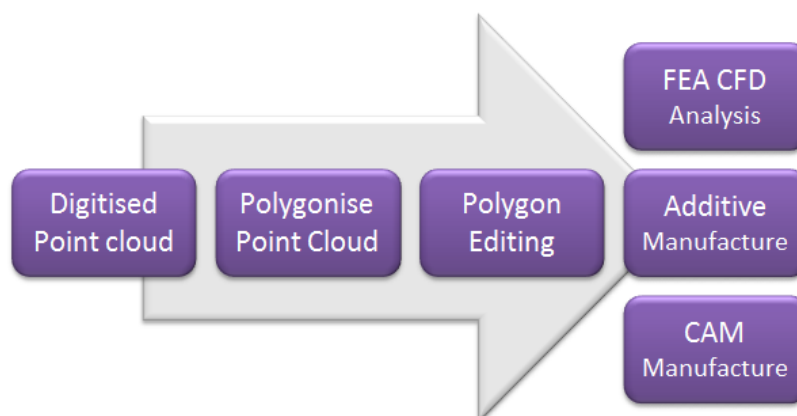 Digitised
Point cloud
Polygonise
Point Cloud
Polygon
Editing
FEA CFD
Analysis
Additive
Manufacture
CAM
Manufacture